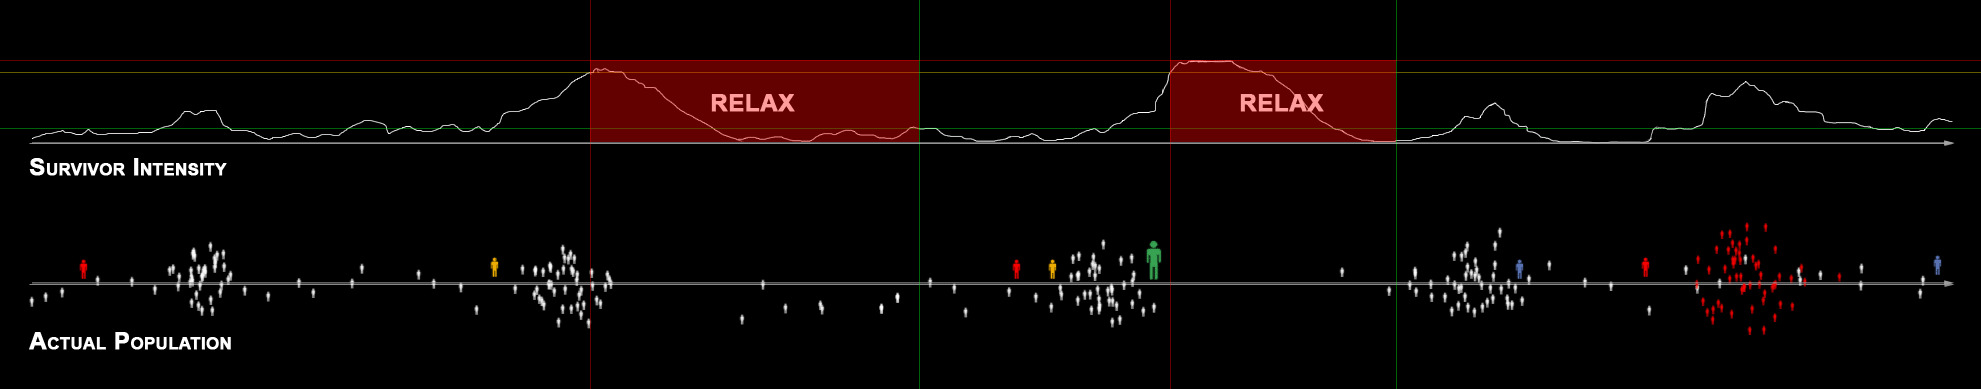 RELAX
RELAX
SURVIVOR INTENSITY
ACTUAL POPULATION